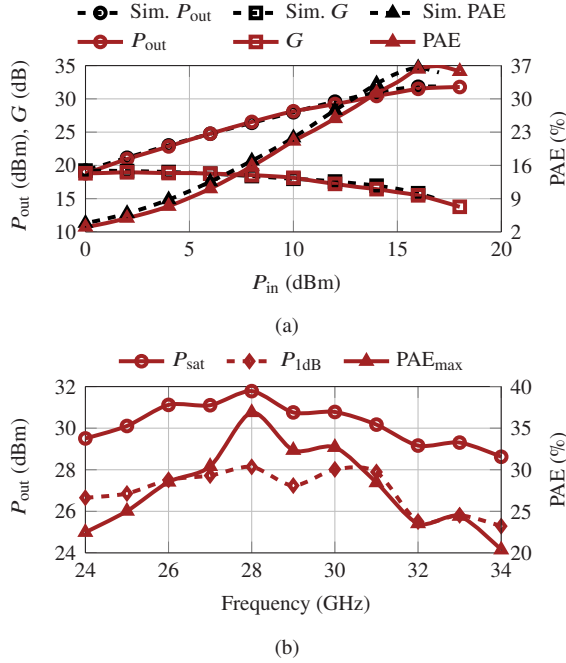 Sim. Pout Sim. G Sim. PAE
Pout G PAE
35 37
30 30
25 23
20 16
15 9
10 2
Pout (dBm), G (dB)
PAE (%)
0 5 10 15 20
Pin (dBm)
(a)
Psat P1dB PAEmax
32 40
30 35
28 30
26 25
24 20
Pout (dBm)
PAE (%)
24 26 28 30 32 34
Frequency (GHz)
(b)